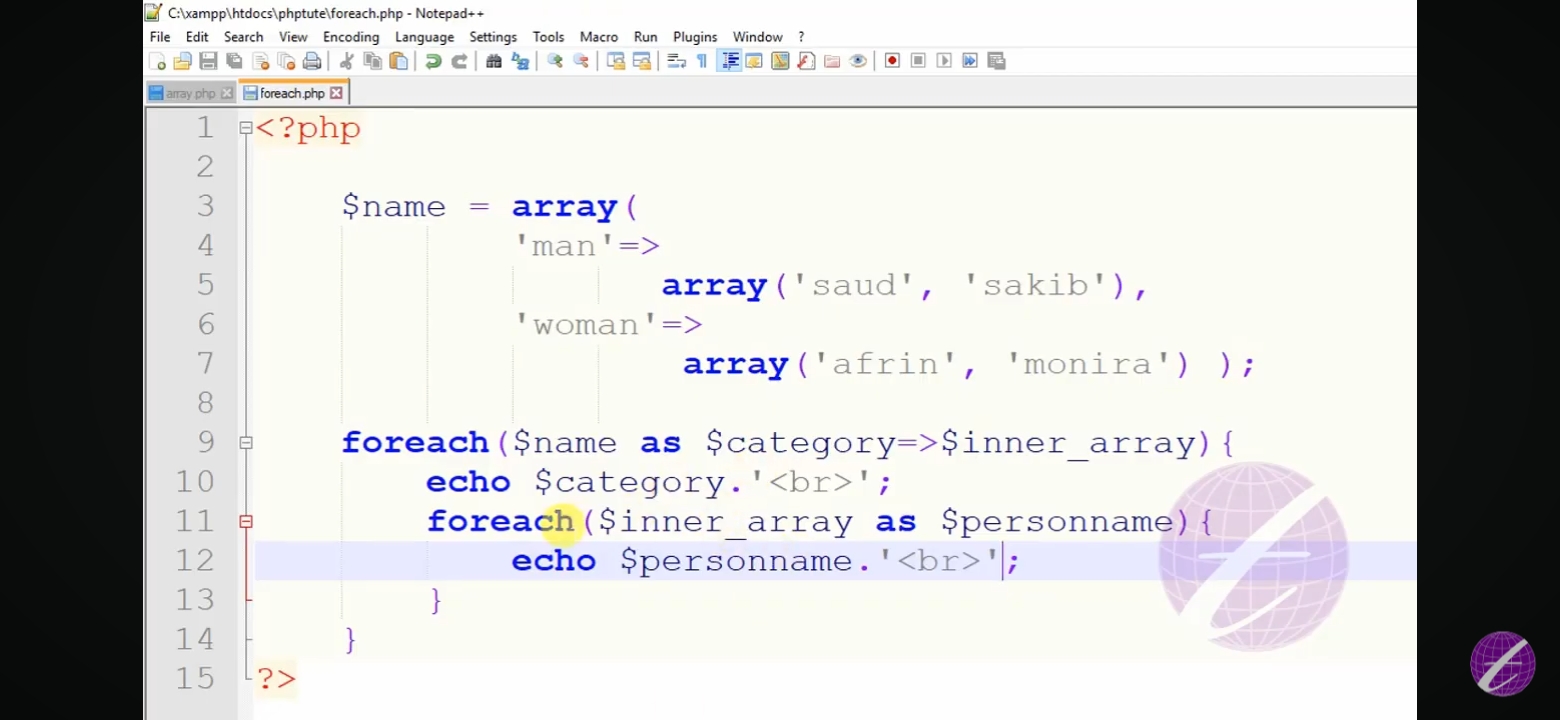 C:\xampp\htdocs\phptute\foreach.php - Notepad++
File Edit Search View Encoding Language Settings Tools Macro Run Plugins Window ?
array.php foreach.php
1 <?php
2
3 $name = array(
4 'man'=>
5 array('saud', 'sakib'),
6 'woman'=>
7 array('afrin', 'monira') );
8
9 foreach($name as $category=>$inner_array){
10 echo $category.'<br>';
11 foreach($inner_array as $personname){
12 echo $personname.'<br>';
13 }
14 }
15 ?>